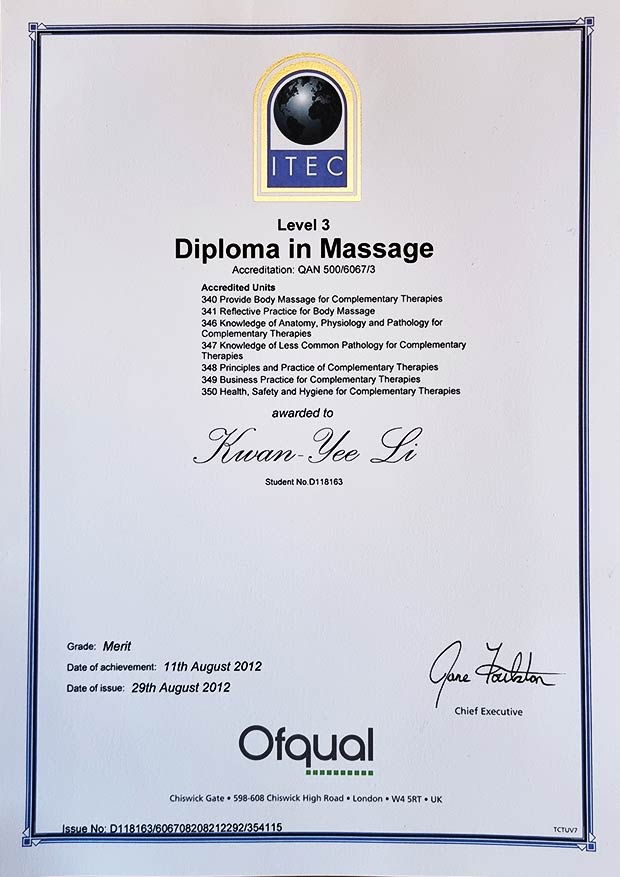 ITEC
Level 3
Diploma in Massage
Accreditation: QAN 500/6067/3
Accredited Units
340 Provide Body Massage for Complementary Therapies
341 Reflective Practice for Body Massage
346 Knowledge of Anatomy, Physiology and Pathology for
Complementary Therapies
347 Knowledge of Less Common Pathology for Complementary
Therapies
348 Principles and Practice of Complementary Therapies
349 Business Practice for Complementary Therapies
350 Health, Safety and Hygiene for Complementary Therapies
awarded to
Kwan-Yee Li
Student No.D118163
Grade: Merit
Date of achievement: 11th August 2012
Date of issue: 29th August 2012
Jane Foulston
Chief Executive
Ofqual
Chiswick Gate • 598-608 Chiswick High Road • London • W4 5RT • UK
Issue No: D118163/606708208212292/354115
TCTUV7